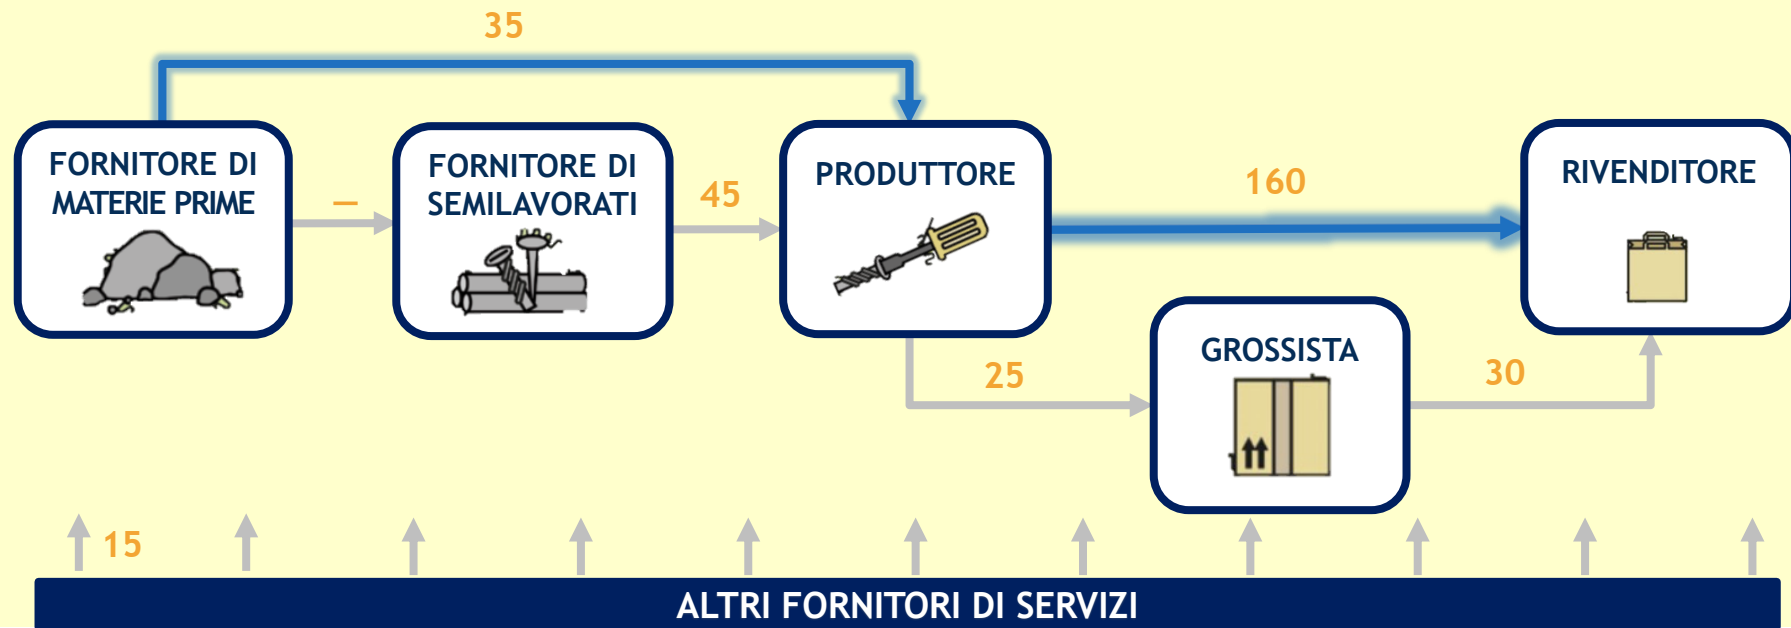 35
FORNITORE DI
MATERIE PRIME
—
FORNITORE DI
SEMILAVORATI
45
PRODUTTORE
160
RIVENDITORE
25
GROSSISTA
30
15
ALTRI FORNITORI DI SERVIZI